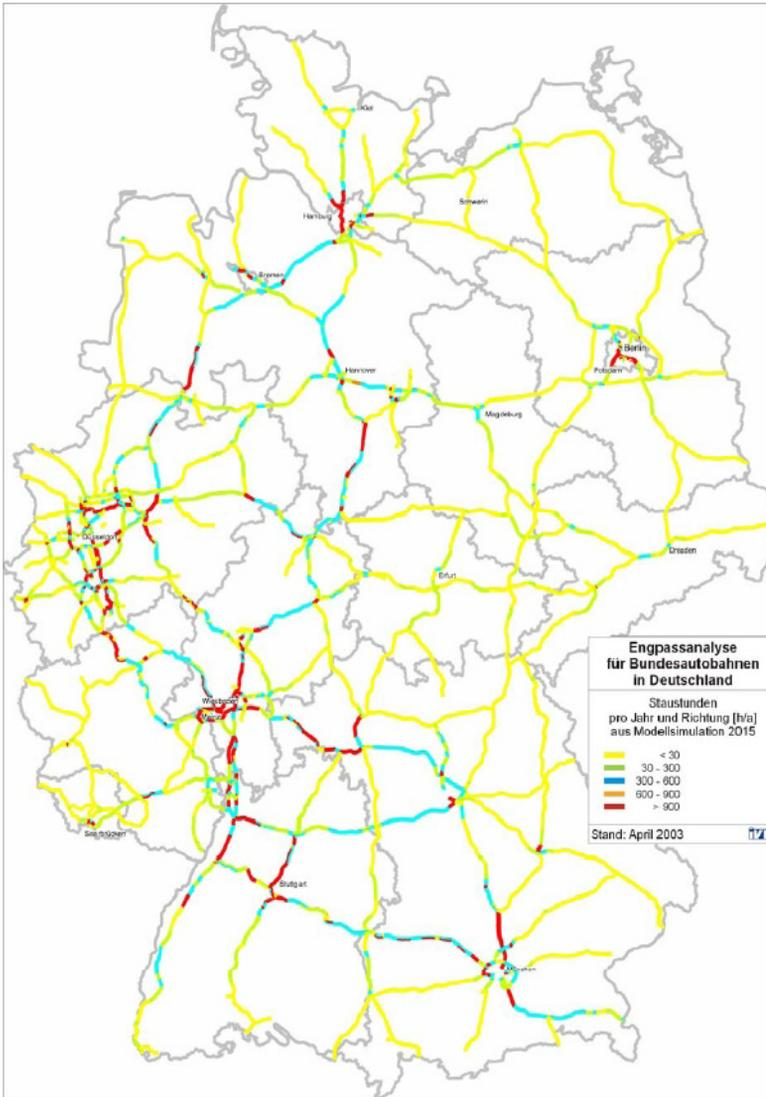 Kiel
Schwerin
Hamburg
Bremen
Berlin
Potsdam
Hannover
Magdeburg
Düsseldorf
Dresden
Erfurt
Wiesbaden
Mainz
Saarbrücken
Stuttgart
München
Engpassanalyse
für Bundesautobahnen
in Deutschland
Staustunden
pro Jahr und Richtung [h/a]
aus Modellsimulation 2015
< 30
30 - 300
300 - 600
600 - 900
> 900
Stand: April 2003